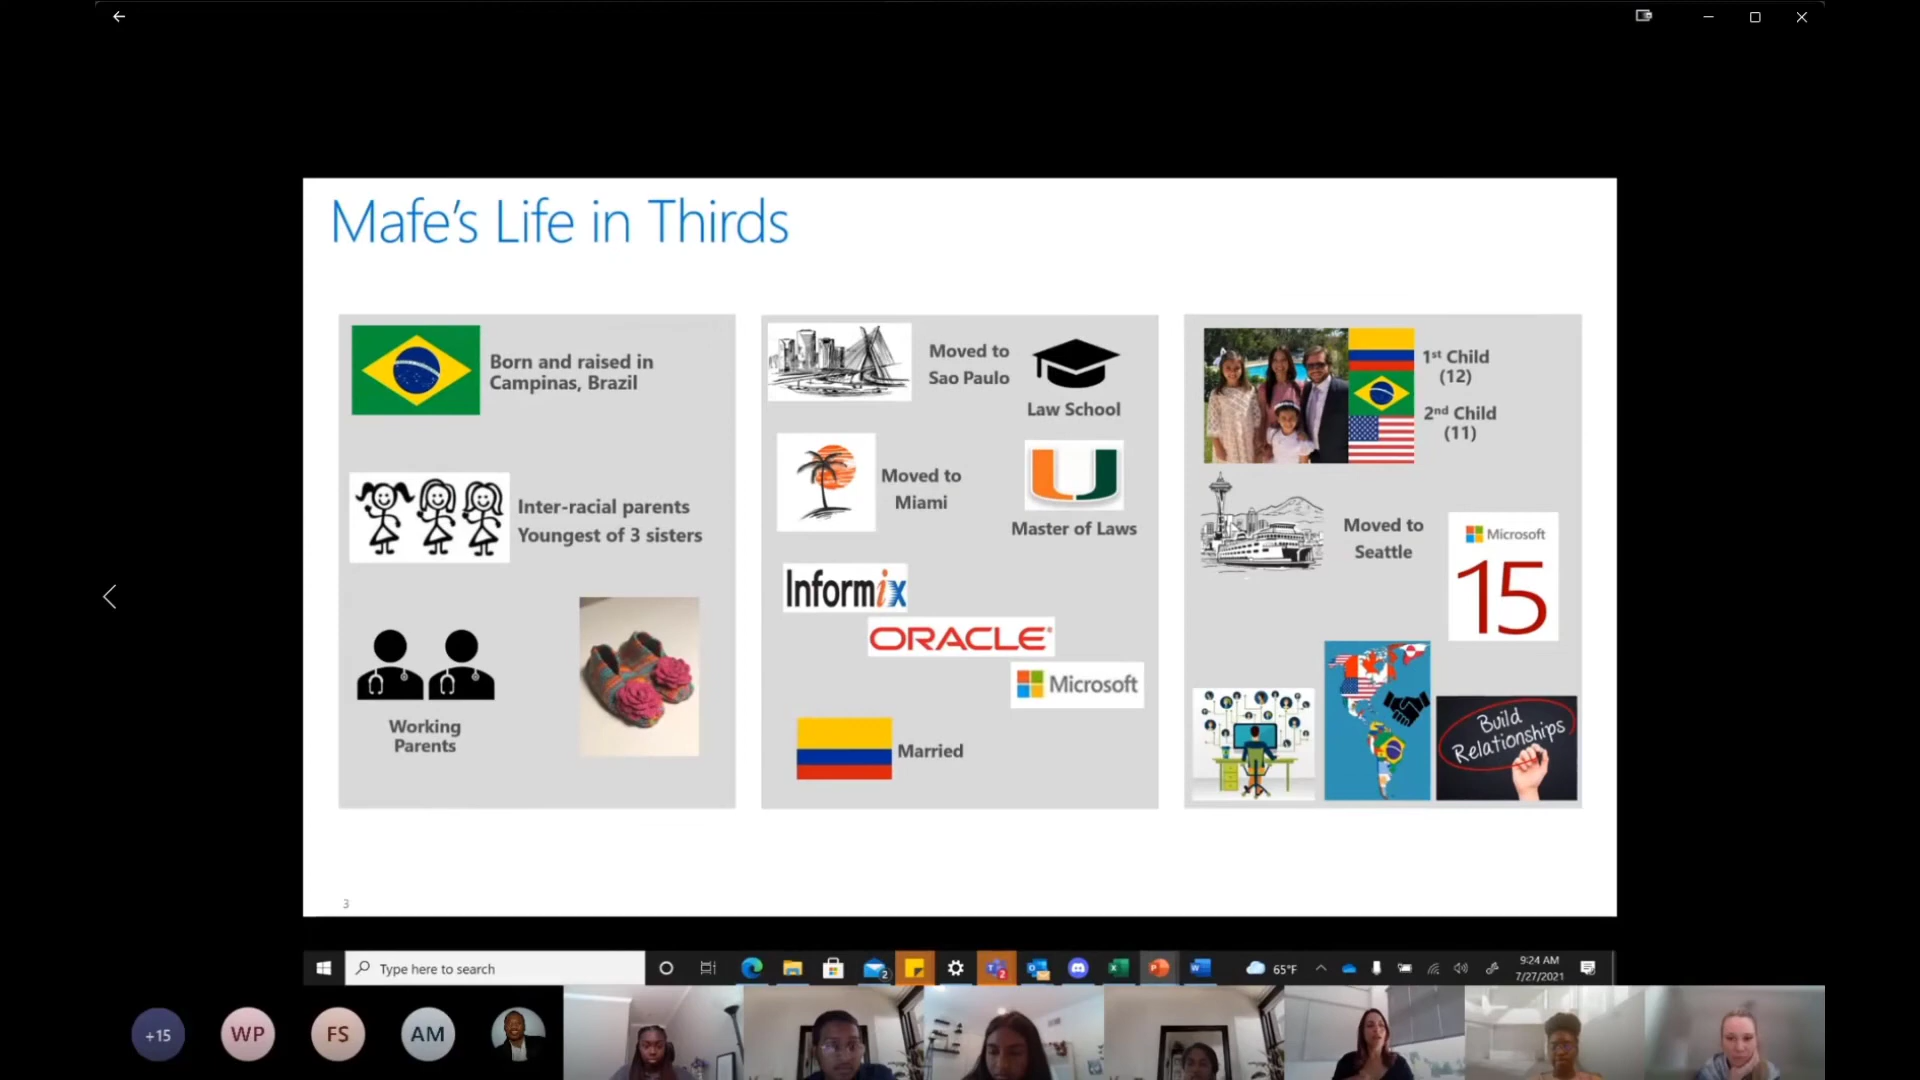 Mafe's Life in Thirds
Born and raised in
Campinas, Brazil
Inter-racial parents
Youngest of 3 sisters
Working
Parents
Moved to
Sao Paulo
Law School
Moved to
Miami
Master of Laws
Informix
ORACLE®
Microsoft
Married
1st Child
(12)
2nd Child
(11)
Moved to
Seattle
Microsoft
15
Build
Relationships
3
Type here to search
2
2
65°F
9:24 AM
7/27/2021
+15
WP
FS
AM